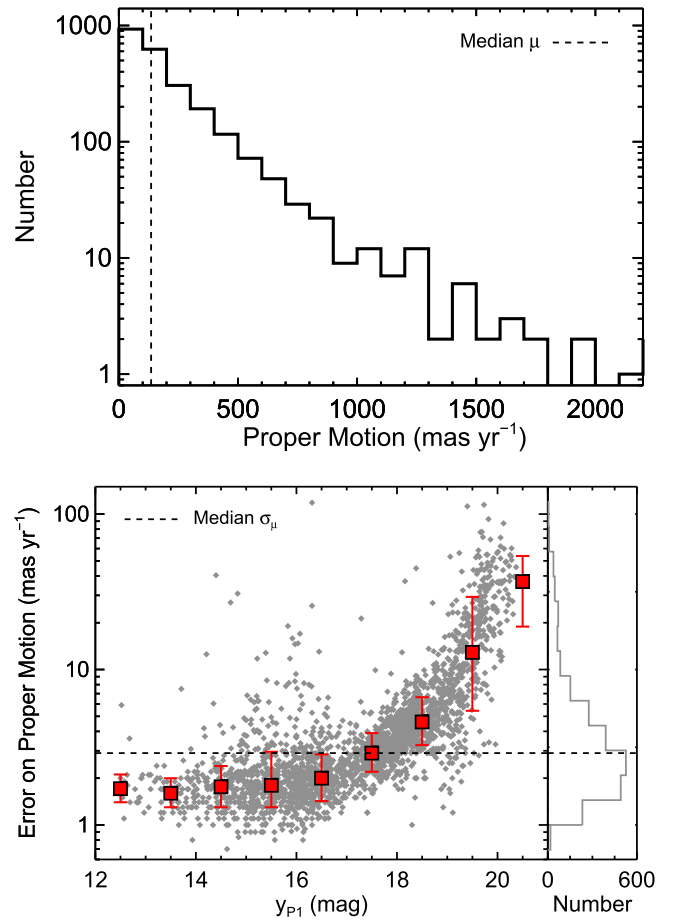 1000
100
10
1
Number
Median μ
0 500 1000 1500 2000
Proper Motion (mas yr⁻¹)
100
10
1
Error on Proper Motion (mas yr⁻¹)
Median σ_μ
12 14 16 18 20
0 600
y_P1 (mag)
Number